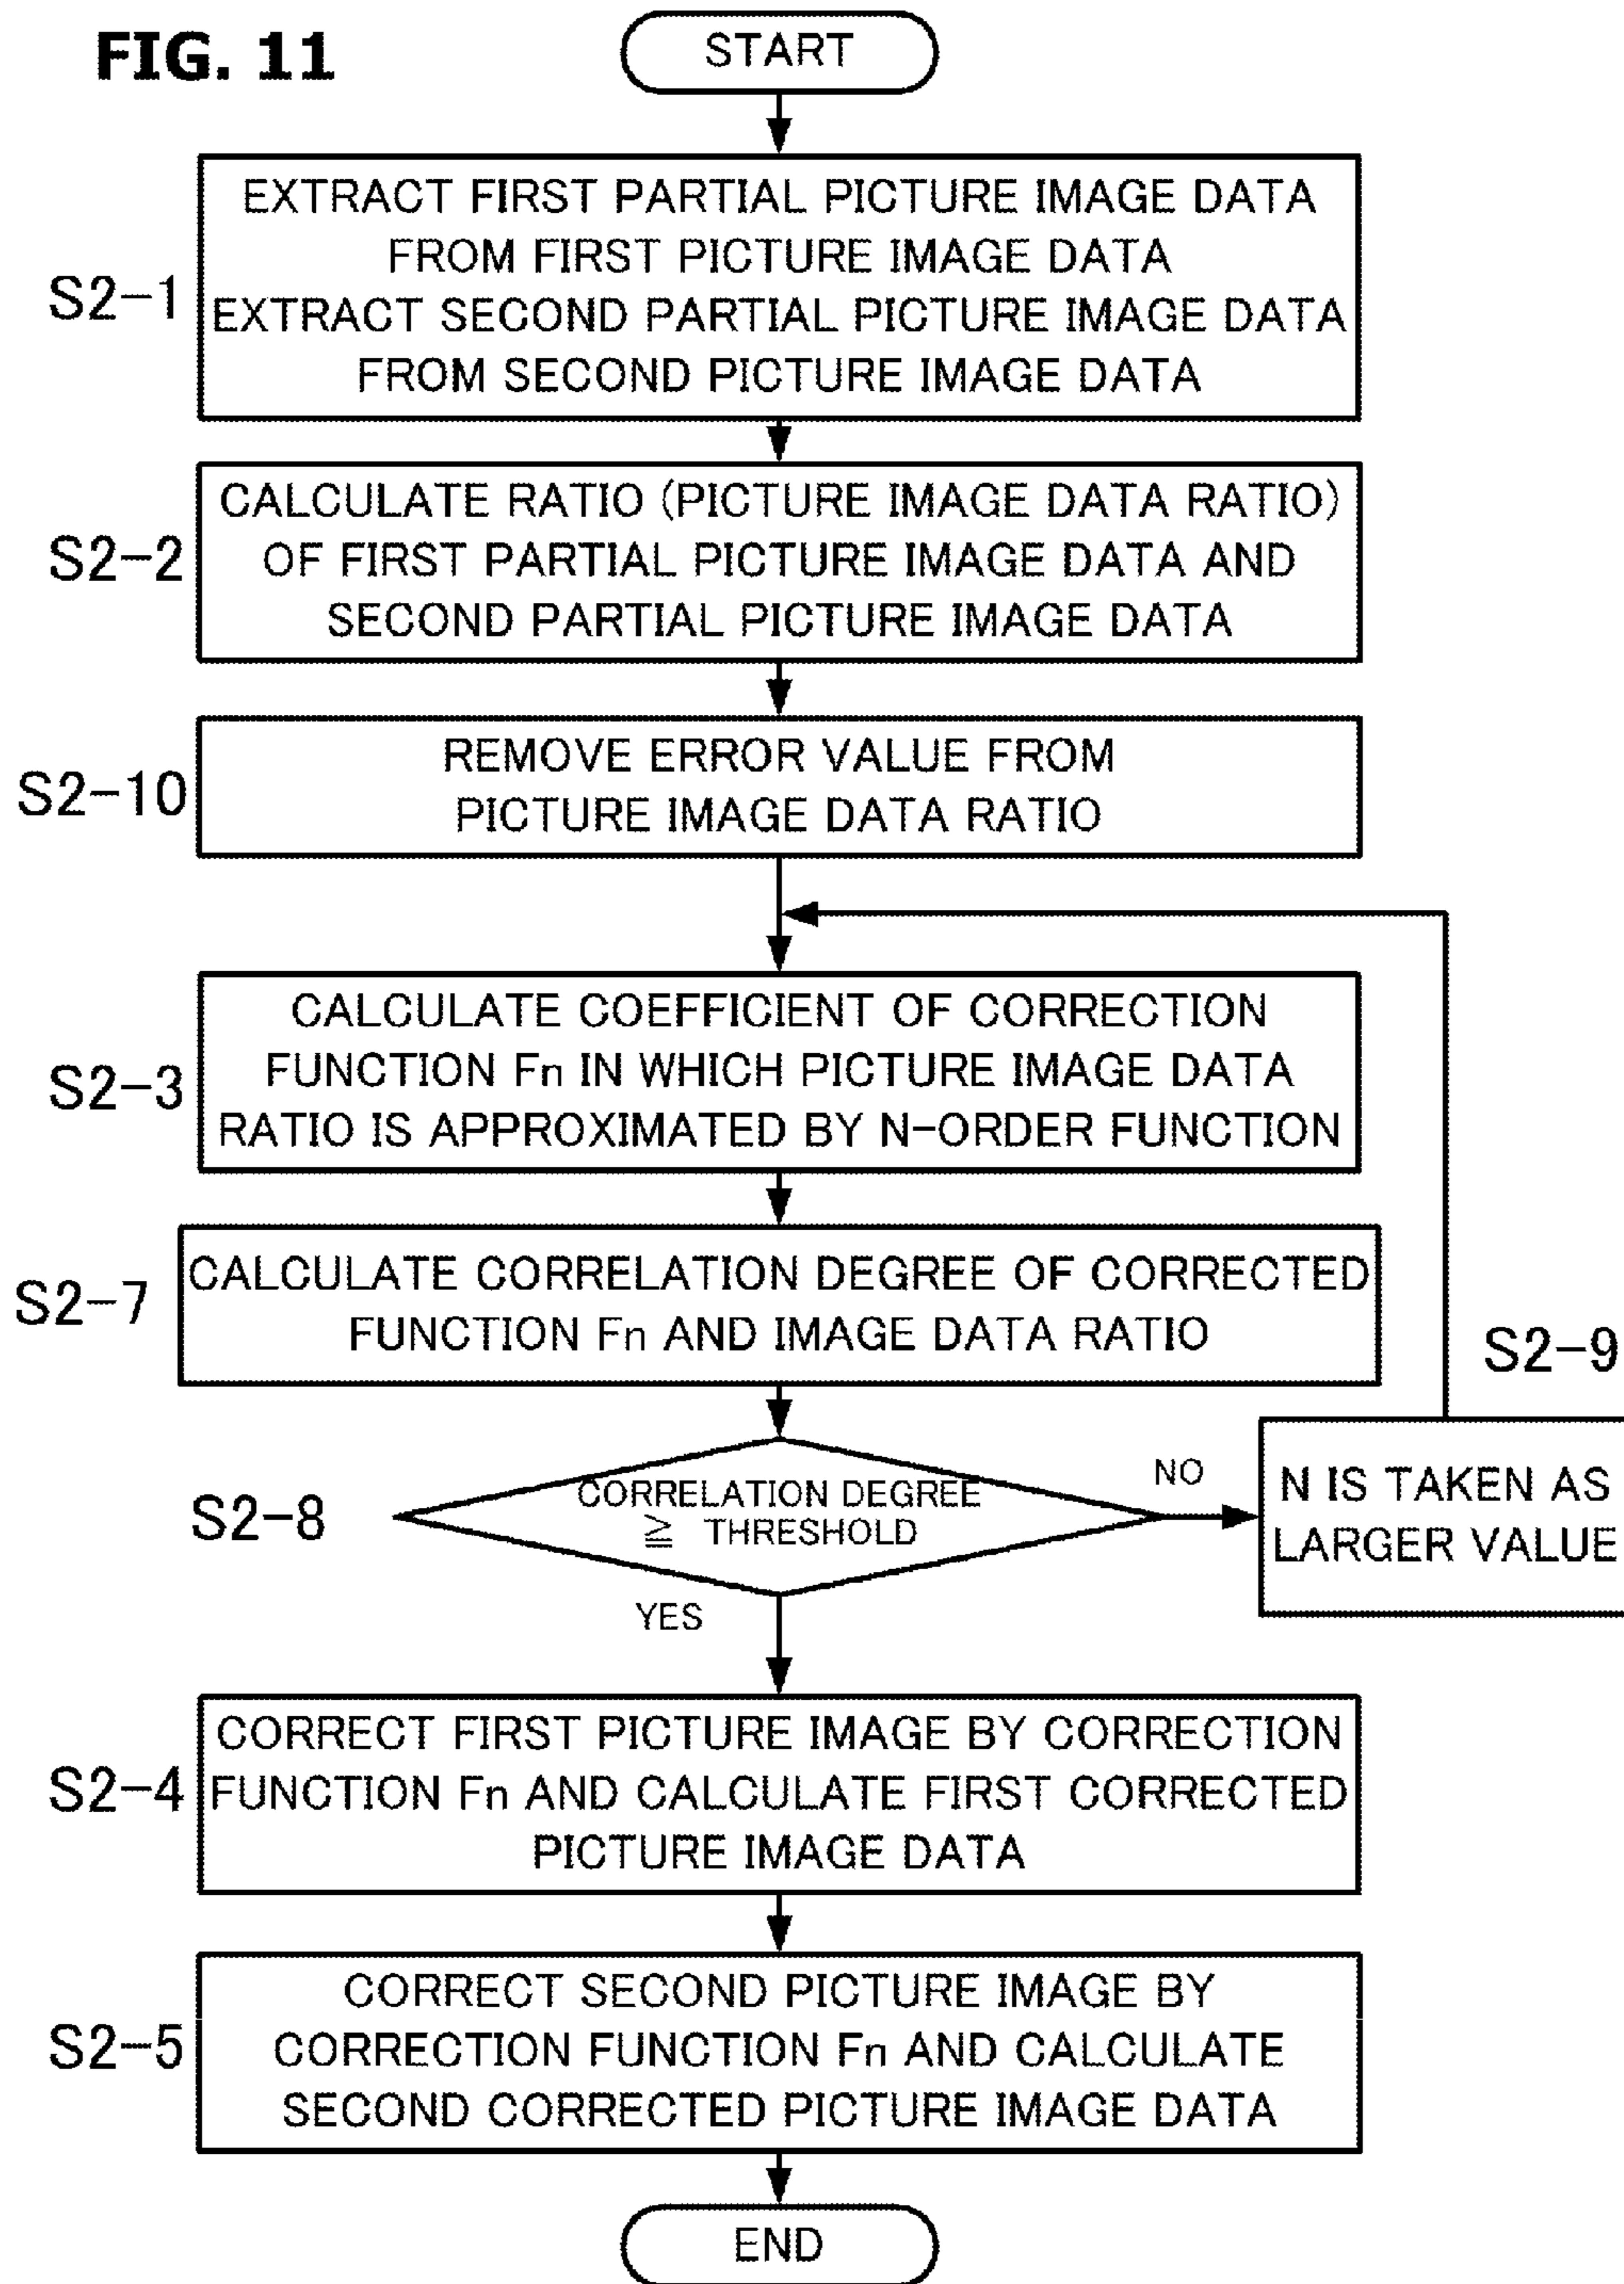 FIG. 11
START
S2-1
EXTRACT FIRST PARTIAL PICTURE IMAGE DATA
FROM FIRST PICTURE IMAGE DATA
EXTRACT SECOND PARTIAL PICTURE IMAGE DATA
FROM SECOND PICTURE IMAGE DATA
S2-2
CALCULATE RATIO (PICTURE IMAGE DATA RATIO)
OF FIRST PARTIAL PICTURE IMAGE DATA AND
SECOND PARTIAL PICTURE IMAGE DATA
S2-10
REMOVE ERROR VALUE FROM
PICTURE IMAGE DATA RATIO
S2-3
CALCULATE COEFFICIENT OF CORRECTION
FUNCTION Fn IN WHICH PICTURE IMAGE DATA
RATIO IS APPROXIMATED BY N-ORDER FUNCTION
S2-7
CALCULATE CORRELATION DEGREE OF CORRECTED
FUNCTION Fn AND IMAGE DATA RATIO
S2-8
CORRELATION DEGREE
≧ THRESHOLD
NO
S2-9
N IS TAKEN AS
LARGER VALUE
YES
S2-4
CORRECT FIRST PICTURE IMAGE BY CORRECTION
FUNCTION Fn AND CALCULATE FIRST CORRECTED
PICTURE IMAGE DATA
S2-5
CORRECT SECOND PICTURE IMAGE BY
CORRECTION FUNCTION Fn AND CALCULATE
SECOND CORRECTED PICTURE IMAGE DATA
END